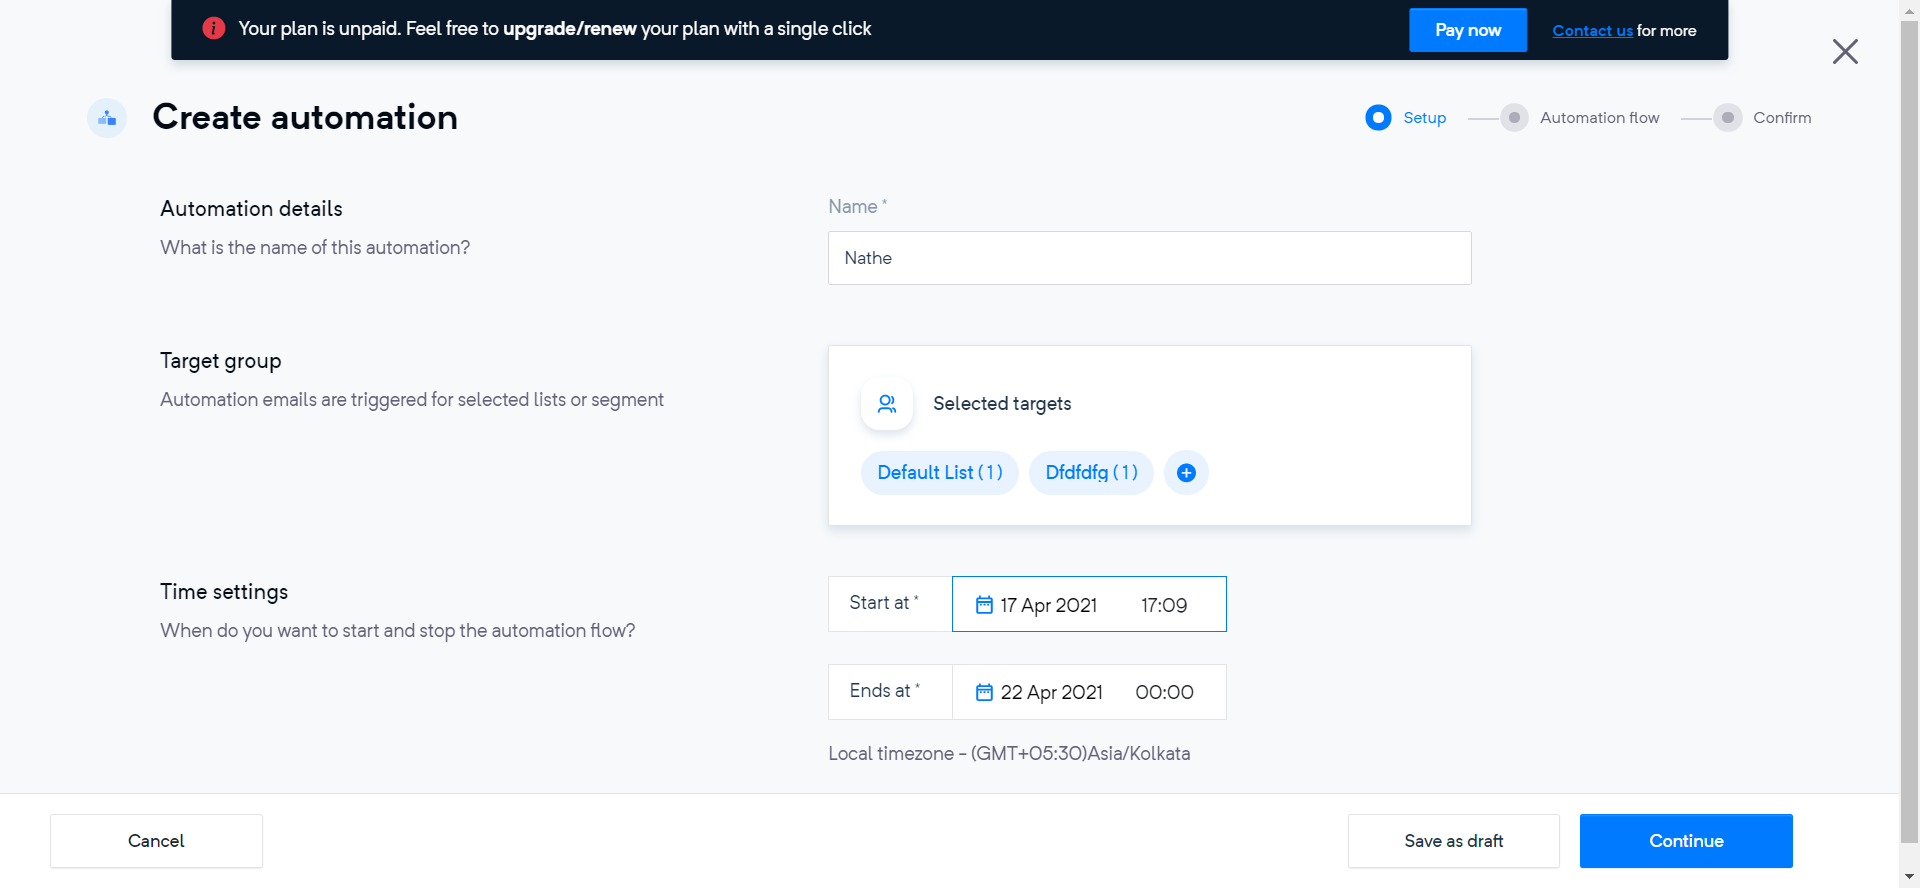 Your plan is unpaid. Feel free to upgrade/renew your plan with a single click
Pay now
Contact us for more
Create automation
Setup
Automation flow
Confirm
Automation details
What is the name of this automation?
Name *
Nathe
Target group
Automation emails are triggered for selected lists or segment
Selected targets
Default List (1)
Dfdfdfg (1)
Time settings
When do you want to start and stop the automation flow?
Start at *
17 Apr 2021 17:09
Ends at *
22 Apr 2021 00:00
Local timezone - (GMT+05:30)Asia/Kolkata
Cancel
Save as draft
Continue